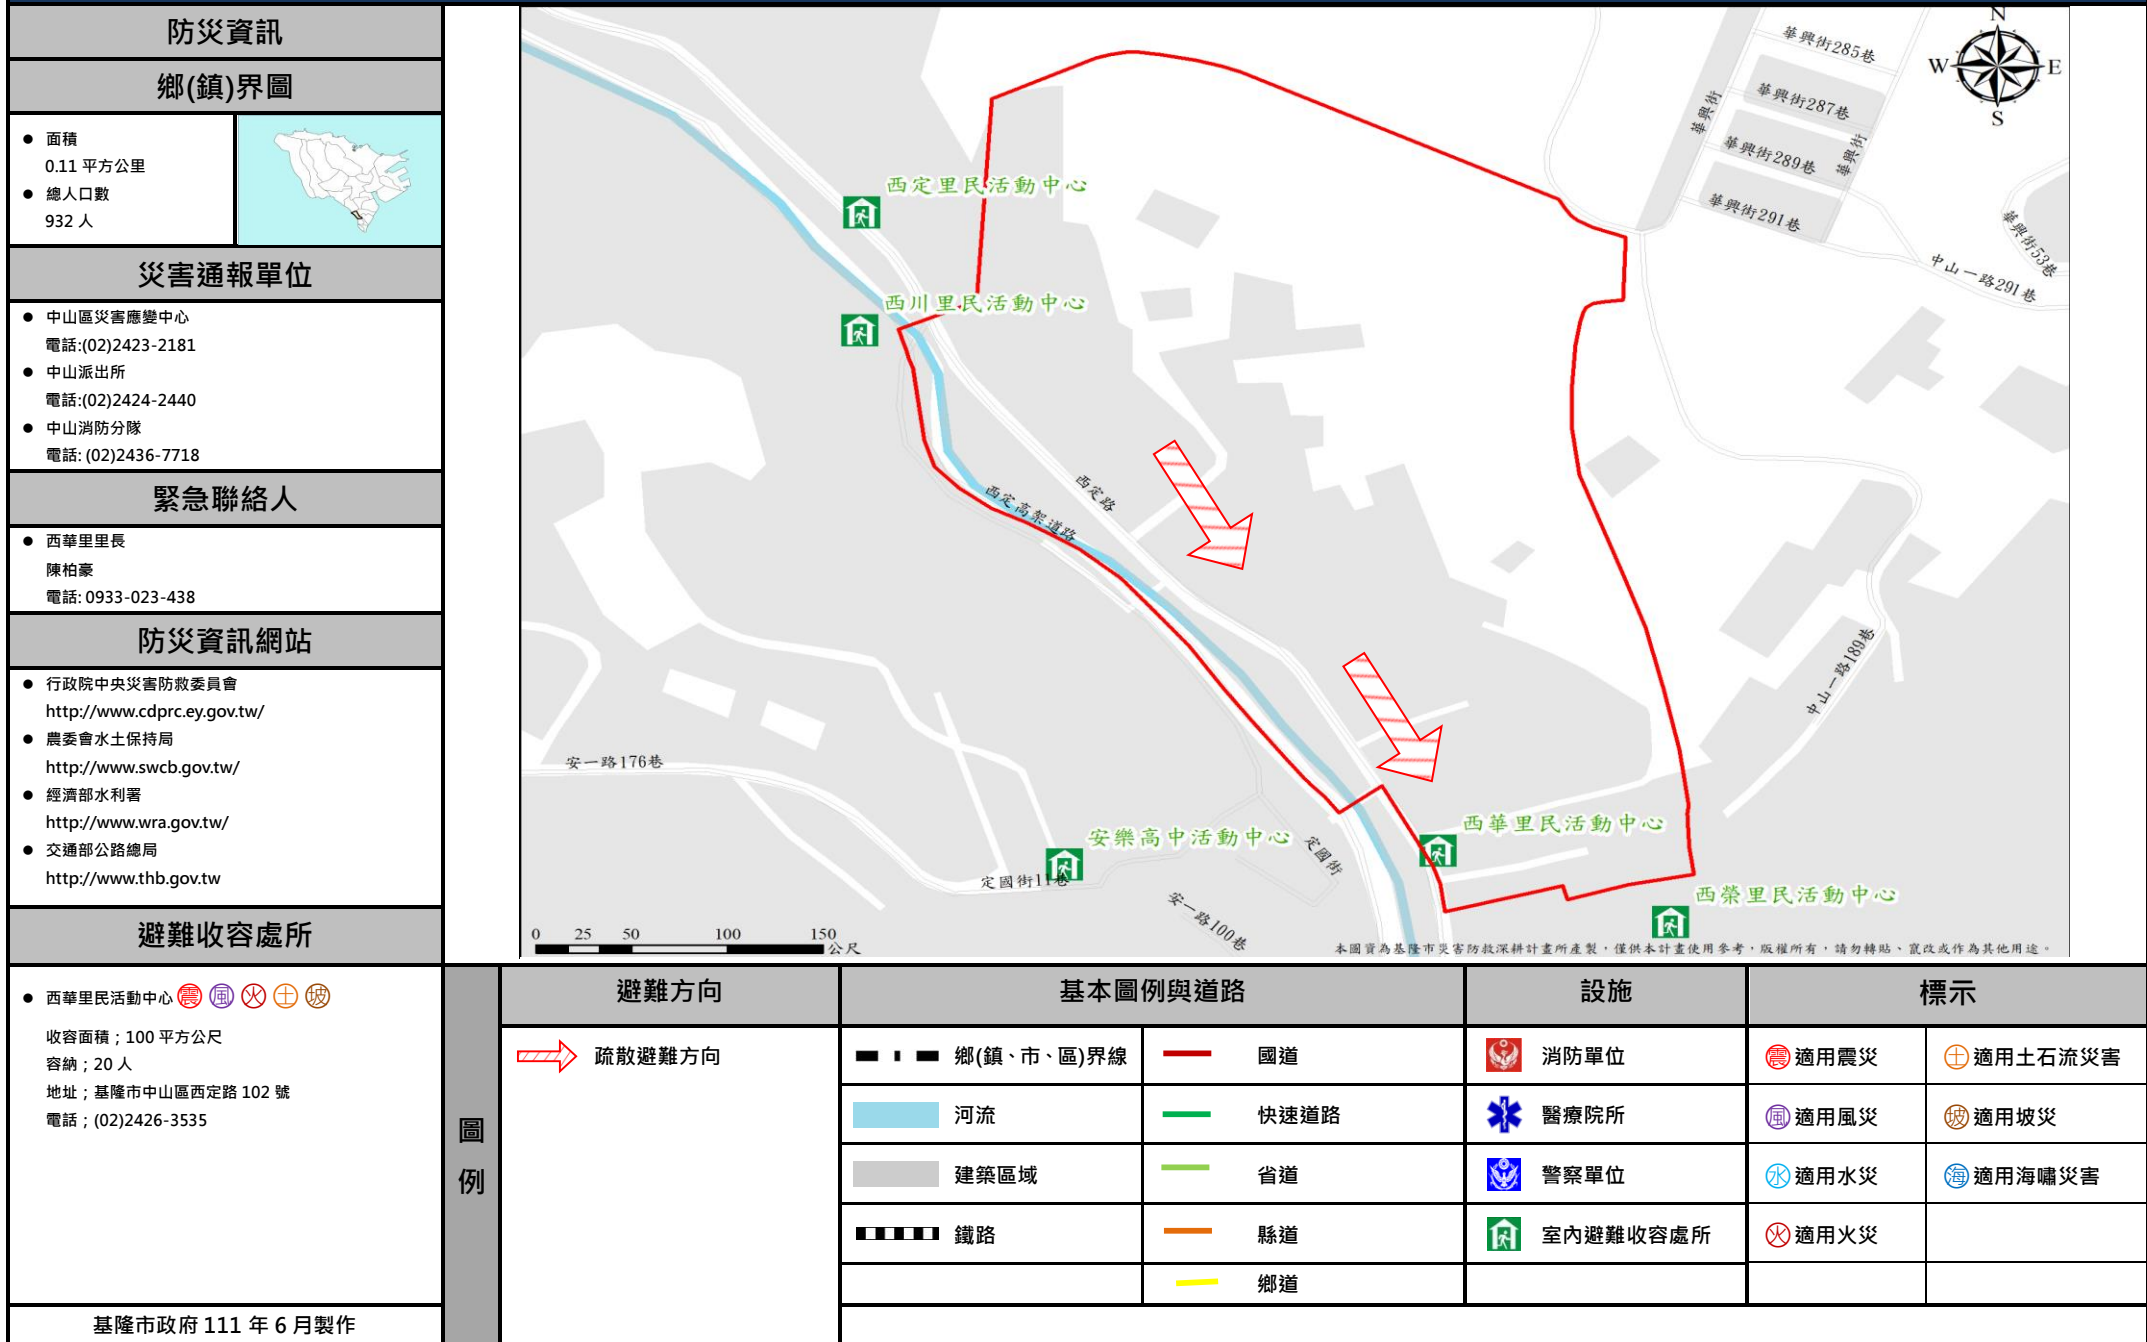 防災資訊
鄉(鎮)界圖
● 面積
0.11 平方公里
● 總人口數
932 人
災害通報單位
● 中山區災害應變中心
電話:(02)2423-2181
● 中山派出所
電話:(02)2424-2440
● 中山消防分隊
電話: (02)2436-7718
緊急聯絡人
● 西華里里長
陳柏豪
電話: 0933-023-438
防災資訊網站
● 行政院中央災害防救委員會
http://www.cdprc.ey.gov.tw/
● 農委會水土保持局
http://www.swcb.gov.tw/
● 經濟部水利署
http://www.wra.gov.tw/
● 交通部公路總局
http://www.thb.gov.tw
避難收容處所
● 西華里民活動中心 震 風 火 土 坡
收容面積；100 平方公尺
容納；20 人
地址；基隆市中山區西定路 102 號
電話；(02)2426-3535
基隆市政府 111 年 6 月製作
N
W E
S
華興街285巷
華興街287巷
華興街
華興街289巷
華興街
華興街291巷
華興街53巷
中山一路291巷
西定里民活動中心
西川里民活動中心
西定路
西定高架道路
中山一路189巷
安一路176巷
安樂高中活動中心
定國街
定國街11巷
安一路100巷
西華里民活動中心
西榮里民活動中心
0 25 50 100 150
公尺
本圖資為基隆市災害防救深耕計畫所產製，僅供本計畫使用參考，版權所有，請勿轉貼、竄改或作為其他用途。
圖例
避難方向
疏散避難方向
基本圖例與道路
鄉(鎮、市、區)界線 國道
河流 快速道路
建築區域 省道
鐵路 縣道
鄉道
設施
消防單位
醫療院所
警察單位
室內避難收容處所
標示
震 適用震災 土 適用土石流災害
風 適用風災 坡 適用坡災
水 適用水災 海 適用海嘯災害
火 適用火災